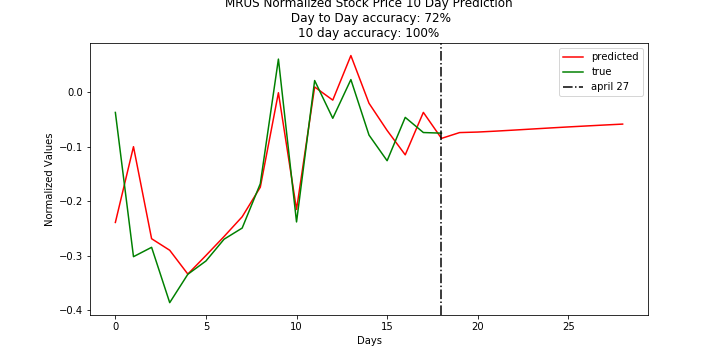 MRUS Normalized Stock Price 10 Day Prediction
Day to Day accuracy: 72%
10 day accuracy: 100%
predicted
true
april 27
Normalized Values
0.0
−0.1
−0.2
−0.3
−0.4
0 5 10 15 20 25
Days